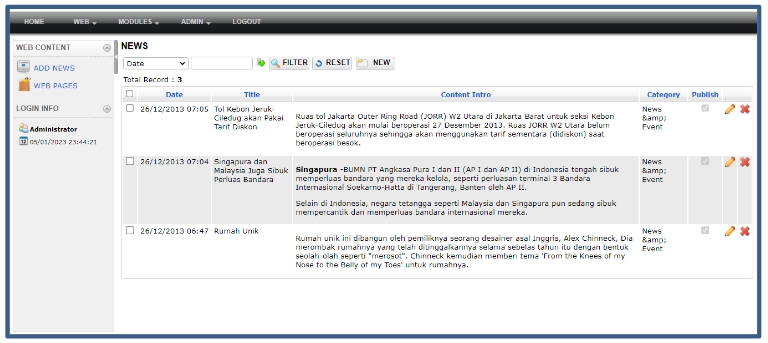 HOME WEB MODULES ADMIN LOGOUT
WEB CONTENT
ADD NEWS
WEB PAGES
LOGIN INFO
Administrator
05/01/2023 23:44:21
NEWS
Date FILTER RESET NEW
Total Record : 3
Date Title Content Intro Category Publish
26/12/2013 07:05 Tol Kebon Jeruk-
Ciledug akan Pakai
Tarif Diskon
Ruas tol Jakarta Outer Ring Road (JORR) W2 Utara di Jakarta Barat untuk seksi Kebon
Jeruk-Ciledug akan mulai beroperasi 27 Desember 2013. Ruas JORR W2 Utara belum
beroperasi seluruhnya sehingga akan menggunakan tarif sementara (didiskon) saat
beroperasi besok.
News
&amp;
Event
26/12/2013 07:04 Singapura dan
Malaysia Juga Sibuk
Perluas Bandara
Singapura -BUMN PT Angkasa Pura I dan II (AP I dan AP II) di Indonesia tengah sibuk
memperluas bandara yang mereka kelola, seperti perluasan terminal 3 Bandara
Internasional Soekarno-Hatta di Tangerang, Banten oleh AP II.
Selain di Indonesia, negara tetangga seperti Malaysia dan Singapura pun sedang sibuk
mempercantik dan memperluas bandara internasional mereka.
News
&amp;
Event
26/12/2013 06:47 Rumah Unik
Rumah unik ini dibangun oleh pemiliknya seorang desainer asal Inggris, Alex Chinneck, Dia
merombak rumahnya yang telah ditinggalkannya selama sebelas tahun itu dengan bentuk
seolah-olah seperti "merosot". Chinneck kemudian memberi tema 'From the Knees of my
Nose to the Belly of my Toes' untuk rumahnya.
News
&amp;
Event